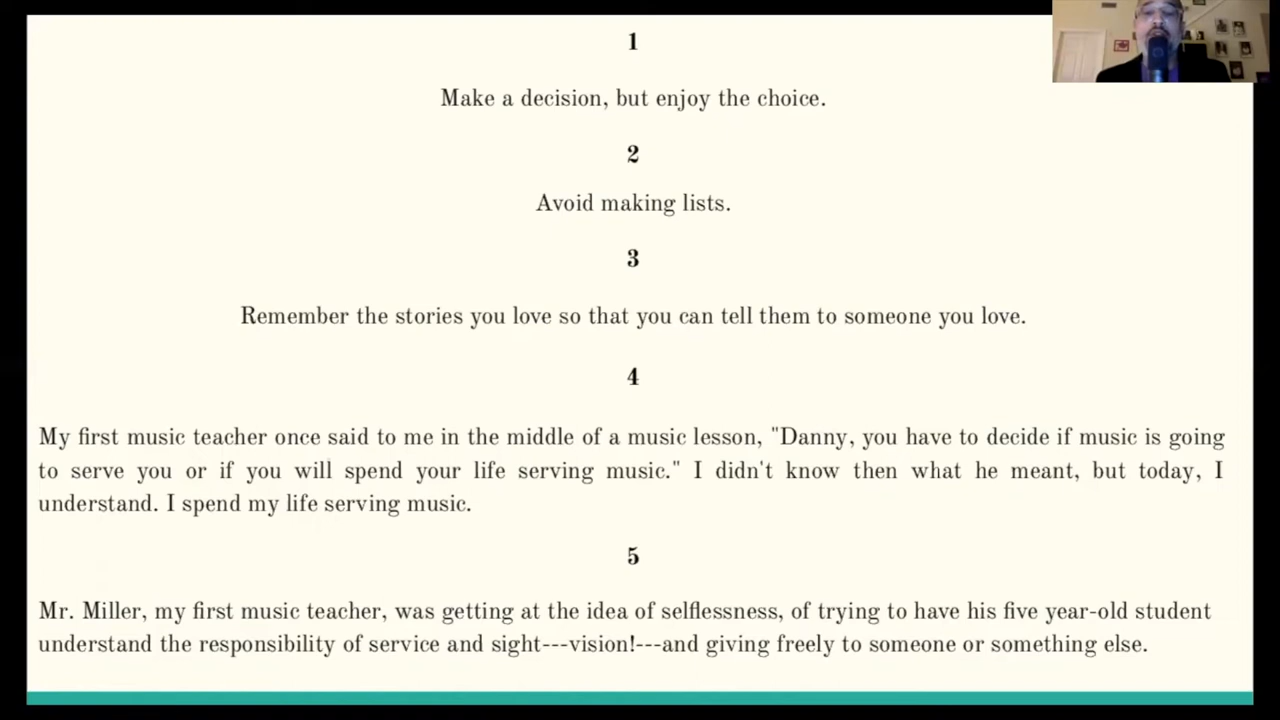 1
Make a decision, but enjoy the choice.
2
Avoid making lists.
3
Remember the stories you love so that you can tell them to someone you love.
4
My first music teacher once said to me in the middle of a music lesson, "Danny, you have to decide if music is going
to serve you or if you will spend your life serving music." I didn't know then what he meant, but today, I
understand. I spend my life serving music.
5
Mr. Miller, my first music teacher, was getting at the idea of selflessness, of trying to have his five year-old student
understand the responsibility of service and sight---vision!---and giving freely to someone or something else.